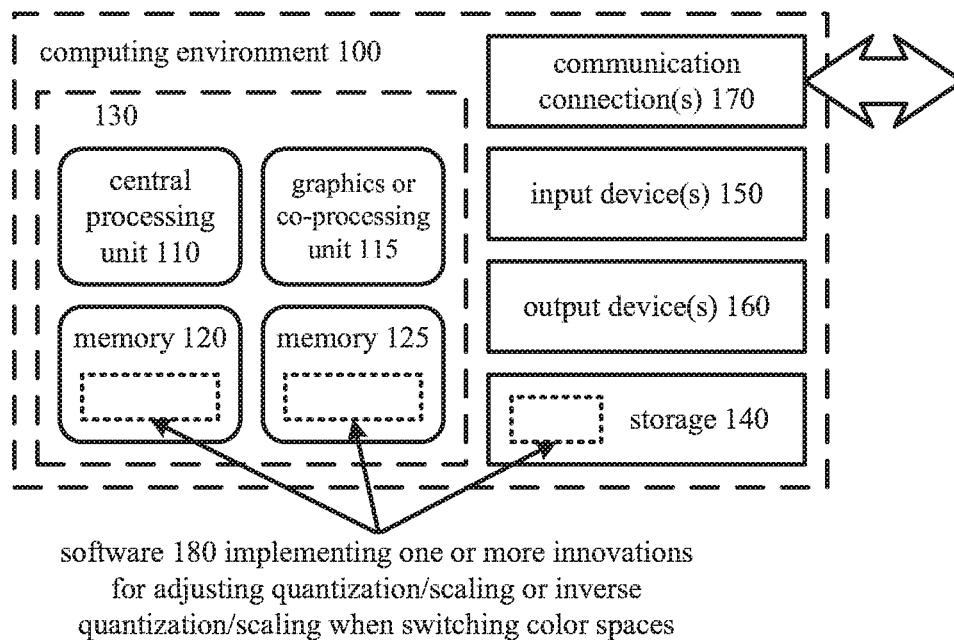 computing environment 100
130
central
processing
unit 110
graphics or
co-processing
unit 115
memory 120
memory 125
communication
connection(s) 170
input device(s) 150
output device(s) 160
storage 140
software 180 implementing one or more innovations
for adjusting quantization/scaling or inverse
quantization/scaling when switching color spaces